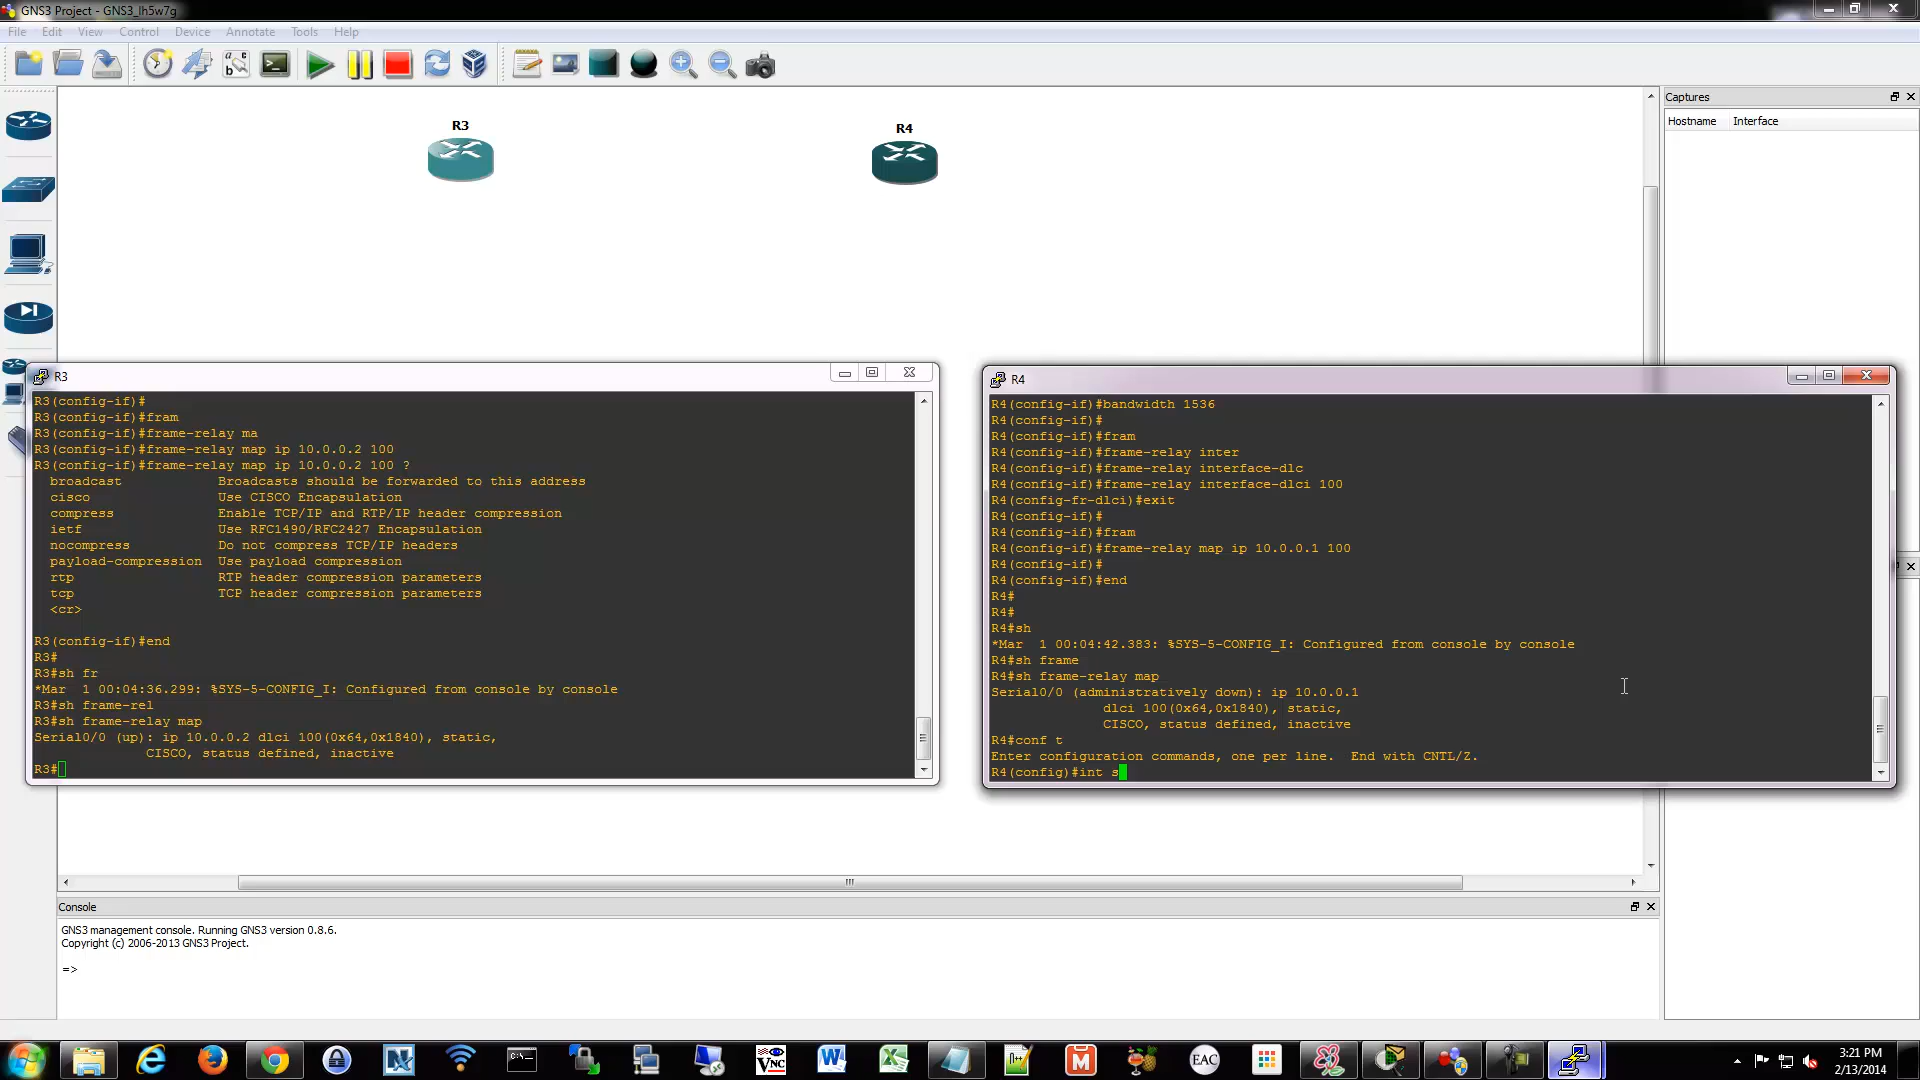 GNS3 Project - GNS3_lh5w7g
File Edit View Control Device Annotate Tools Help
R3
R4
Captures
Hostname Interface
R3
R3(config-if)#
R3(config-if)#fram
R3(config-if)#frame-relay ma
R3(config-if)#frame-relay map ip 10.0.0.2 100
R3(config-if)#frame-relay map ip 10.0.0.2 100 ?
broadcast Broadcasts should be forwarded to this address
cisco Use CISCO Encapsulation
compress Enable TCP/IP and RTP/IP header compression
ietf Use RFC1490/RFC2427 Encapsulation
nocompress Do not compress TCP/IP headers
payload-compression Use payload compression
rtp RTP header compression parameters
tcp TCP header compression parameters
<cr>
R3(config-if)#end
R3#
R3#sh fr
*Mar 1 00:04:36.299: %SYS-5-CONFIG_I: Configured from console by console
R3#sh frame-rel
R3#sh frame-relay map
Serial0/0 (up): ip 10.0.0.2 dlci 100(0x64,0x1840), static,
CISCO, status defined, inactive
R3#
R4
R4(config-if)#bandwidth 1536
R4(config-if)#
R4(config-if)#fram
R4(config-if)#frame-relay inter
R4(config-if)#frame-relay interface-dlc
R4(config-if)#frame-relay interface-dlci 100
R4(config-fr-dlci)#exit
R4(config-if)#
R4(config-if)#fram
R4(config-if)#frame-relay map ip 10.0.0.1 100
R4(config-if)#
R4(config-if)#end
R4#
R4#
R4#sh
*Mar 1 00:04:42.383: %SYS-5-CONFIG_I: Configured from console by console
R4#sh frame
R4#sh frame-relay map
Serial0/0 (administratively down): ip 10.0.0.1
dlci 100(0x64,0x1840), static,
CISCO, status defined, inactive
R4#conf t
Enter configuration commands, one per line. End with CNTL/Z.
R4(config)#int s
Console
GNS3 management console. Running GNS3 version 0.8.6.
Copyright (c) 2006-2013 GNS3 Project.
=>
VNC
EAC
3:21 PM
2/13/2014